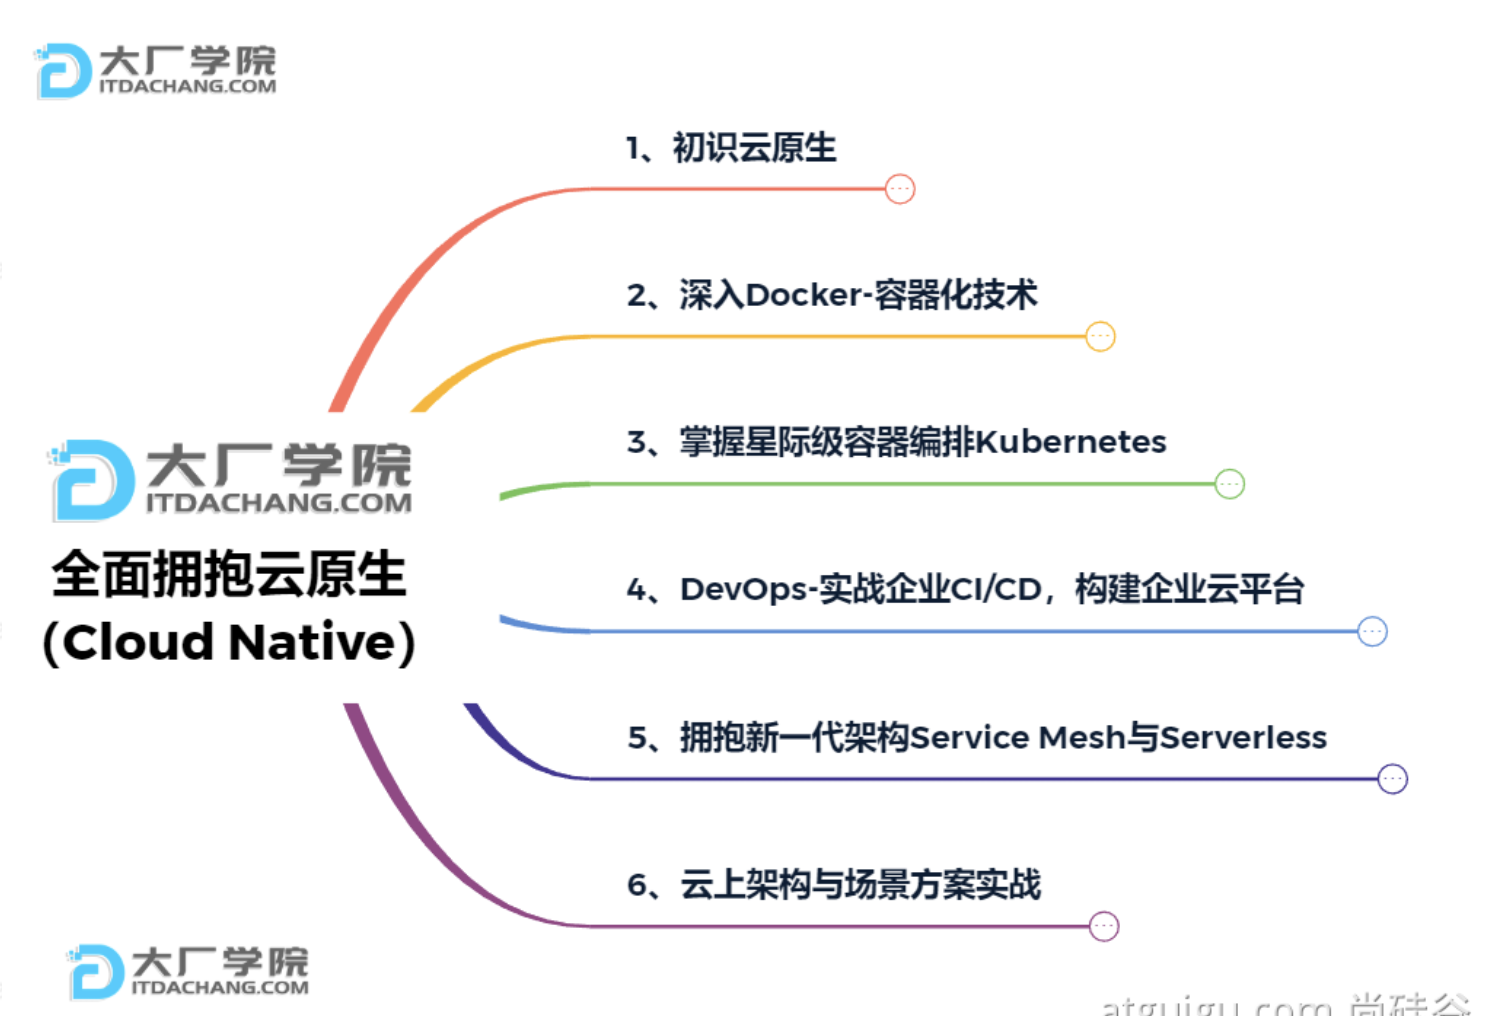 大厂学院
ITDACHANG.COM
1、初识云原生
2、深入Docker-容器化技术
3、掌握星际级容器编排Kubernetes
大厂学院
ITDACHANG.COM
全面拥抱云原生
（Cloud Native）
4、DevOps-实战企业CI/CD，构建企业云平台
5、拥抱新一代架构Service Mesh与Serverless
6、云上架构与场景方案实战
大厂学院
ITDACHANG.COM
atguigu.com 尚硅谷